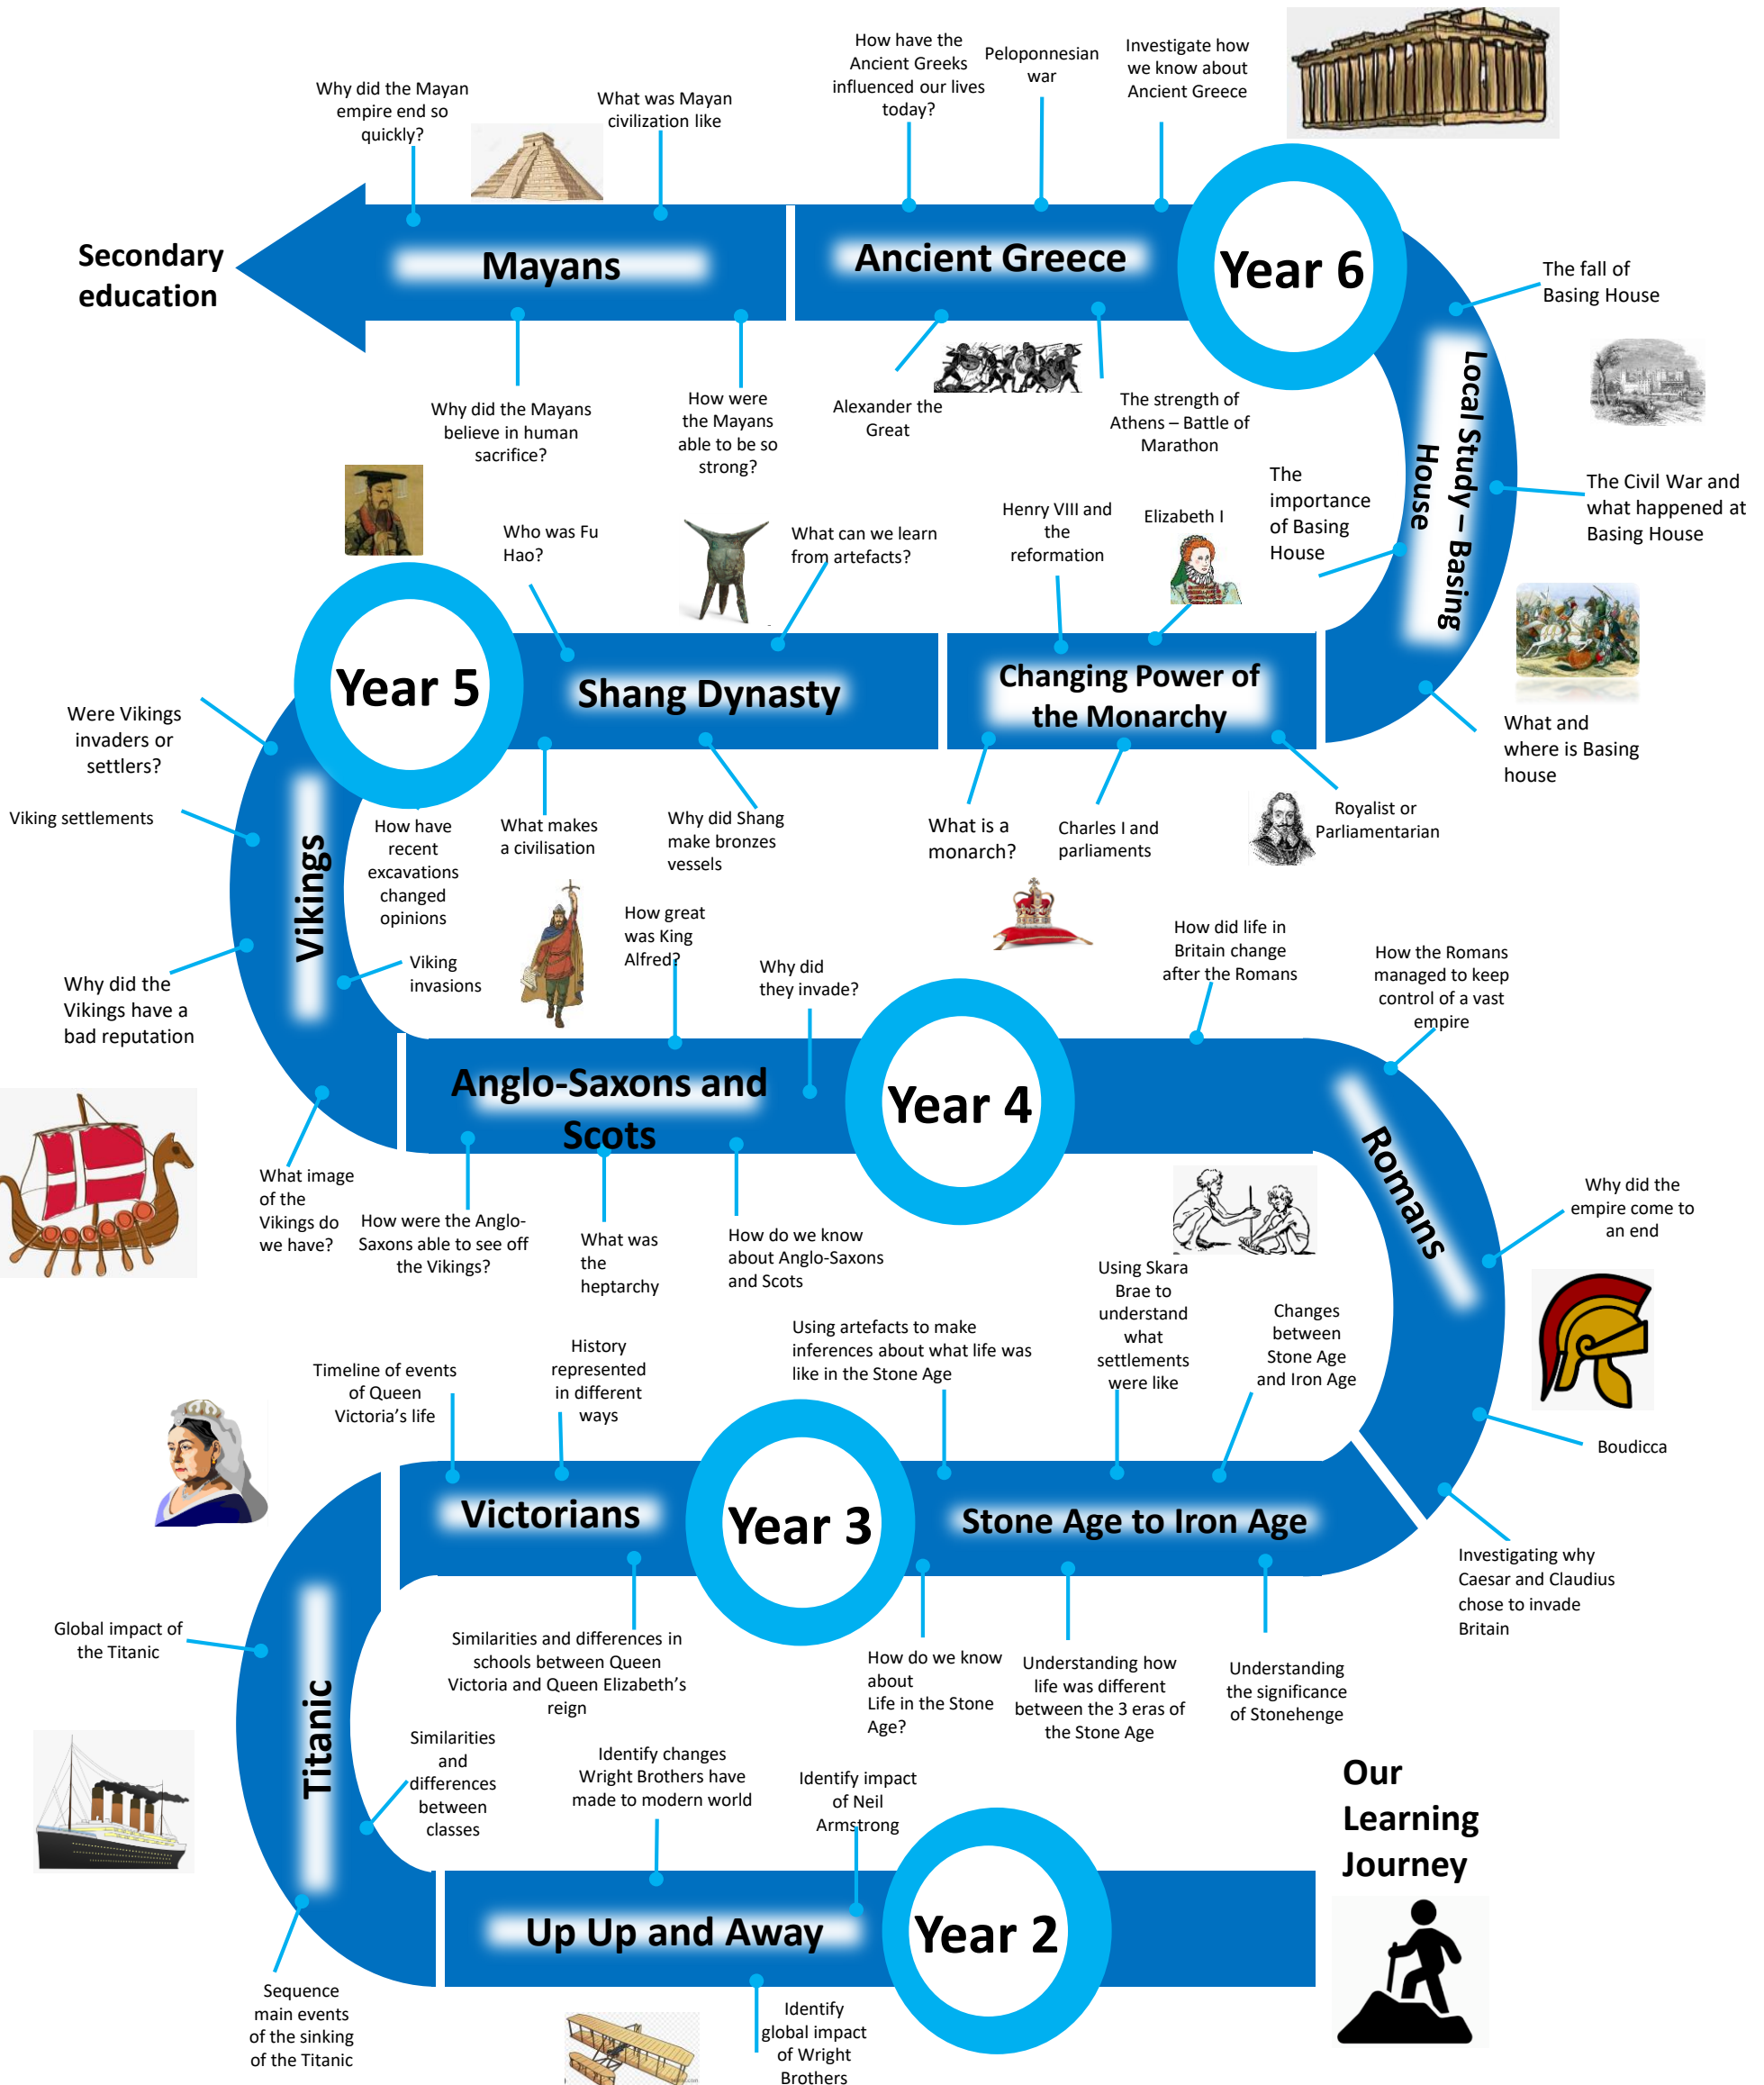 How have the
Ancient Greeks
influenced our lives
today?
Peloponnesian
war
Investigate how
we know about
Ancient Greece
Why did the Mayan
empire end so
quickly?
What was Mayan
civilization like
Secondary
education
Mayans
Ancient Greece
Year 6
The fall of
Basing House
Local Study – Basing
House
Why did the Mayans
believe in human
sacrifice?
How were
the Mayans
able to be so
strong?
Alexander the
Great
The strength of
Athens – Battle of
Marathon
The
importance
of Basing
House
The Civil War and
what happened at
Basing House
Who was Fu
Hao?
What can we learn
from artefacts?
Henry VIII and
the
reformation
Elizabeth I
Year 5
Shang Dynasty
Changing Power of
the Monarchy
What and
where is Basing
house
Were Vikings
invaders or
settlers?
Viking settlements
Vikings
How have
recent
excavations
changed
opinions
What makes
a civilisation
Why did Shang
make bronzes
vessels
What is a
monarch?
Charles I and
parliaments
Royalist or
Parliamentarian
Why did the
Vikings have a
bad reputation
Viking
invasions
How great
was King
Alfred?
Why did
they invade?
How did life in
Britain change
after the Romans
How the Romans
managed to keep
control of a vast
empire
Anglo-Saxons and
Scots
Year 4
Romans
What image
of the
Vikings do
we have?
How were the Anglo-
Saxons able to see off
the Vikings?
What was
the
heptarchy
How do we know
about Anglo-Saxons
and Scots
Why did the
empire come to
an end
Using Skara
Brae to
understand
what
settlements
were like
Changes
between
Stone Age
and Iron Age
Using artefacts to make
inferences about what life was
like in the Stone Age
Timeline of events
of Queen
Victoria's life
History
represented
in different
ways
Boudicca
Victorians
Year 3
Stone Age to Iron Age
Investigating why
Caesar and Claudius
chose to invade
Britain
Global impact of
the Titanic
Titanic
Similarities and differences in
schools between Queen
Victoria and Queen Elizabeth's
reign
How do we know
about
Life in the Stone
Age?
Understanding how
life was different
between the 3 eras of
the Stone Age
Understanding
the significance
of Stonehenge
Similarities
and
differences
between
classes
Identify changes
Wright Brothers have
made to modern world
Identify impact
of Neil
Armstrong
Our
Learning
Journey
Up Up and Away
Year 2
Sequence
main events
of the sinking
of the Titanic
Identify
global impact
of Wright
Brothers